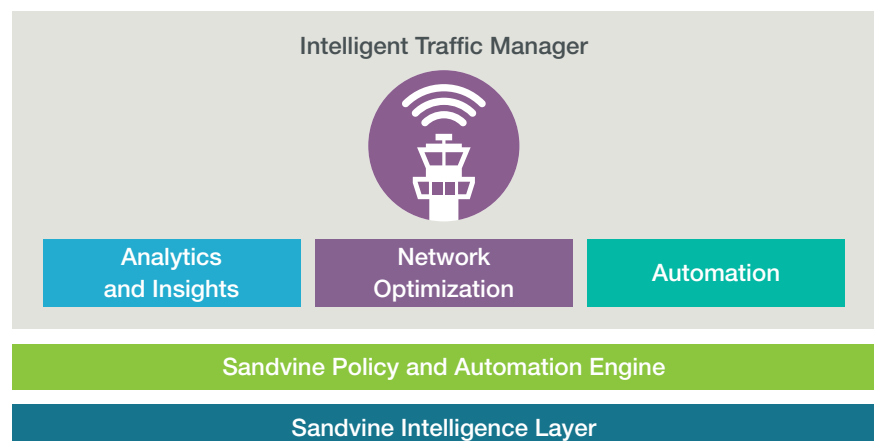 Intelligent Traffic Manager
Analytics
and Insights
Network
Optimization
Automation
Sandvine Policy and Automation Engine
Sandvine Intelligence Layer